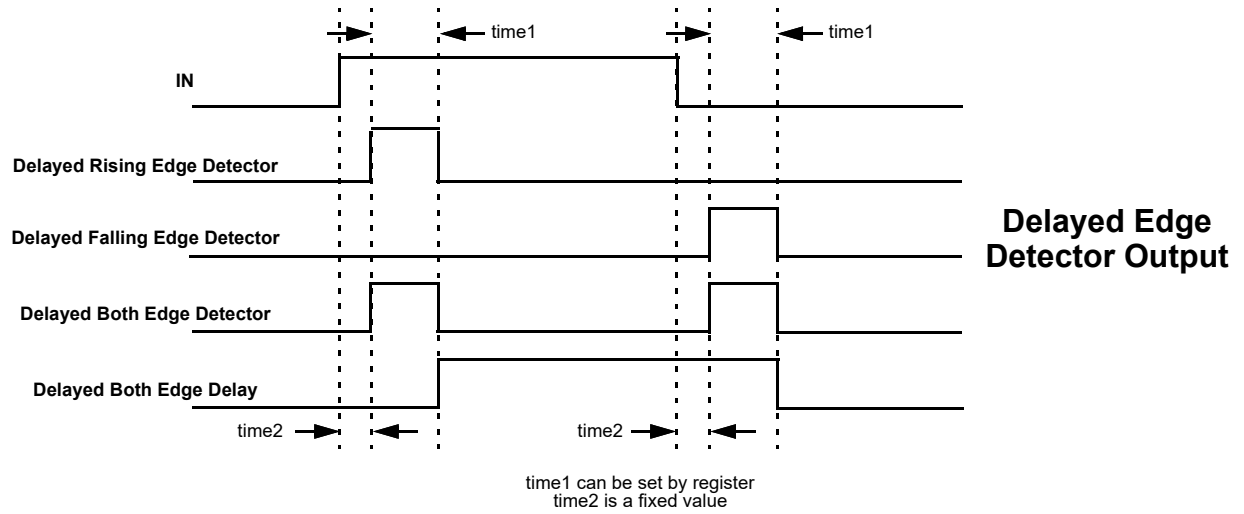 time1
time1
IN
Delayed Rising Edge Detector
Delayed Falling Edge Detector
Delayed Edge
Detector Output
Delayed Both Edge Detector
Delayed Both Edge Delay
time2
time2
time1 can be set by register
time2 is a fixed value